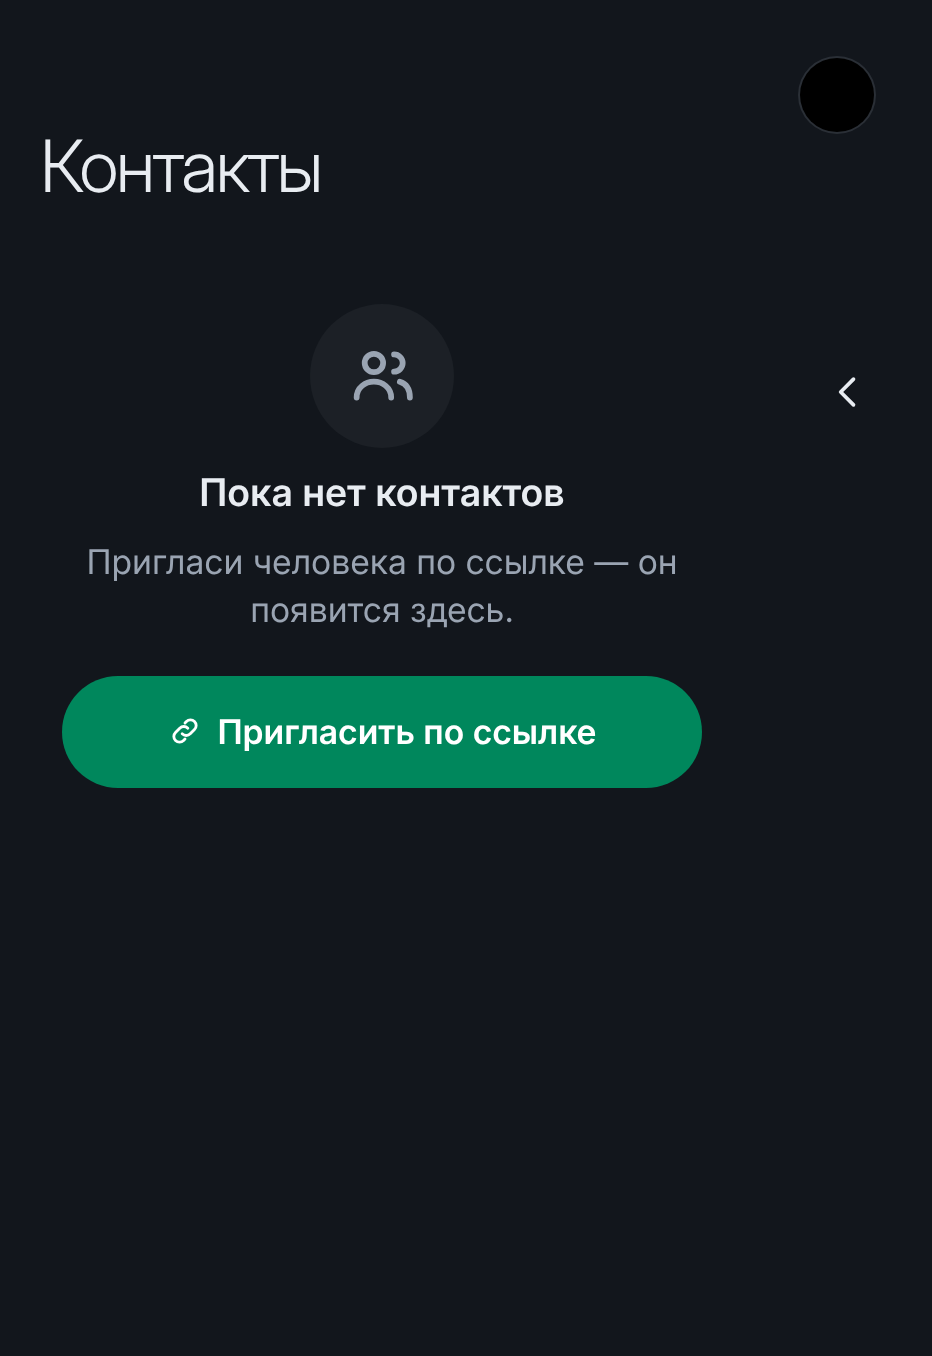 Контакты
Пока нет контактов
Пригласи человека по ссылке — он
появится здесь.
Пригласить по ссылке